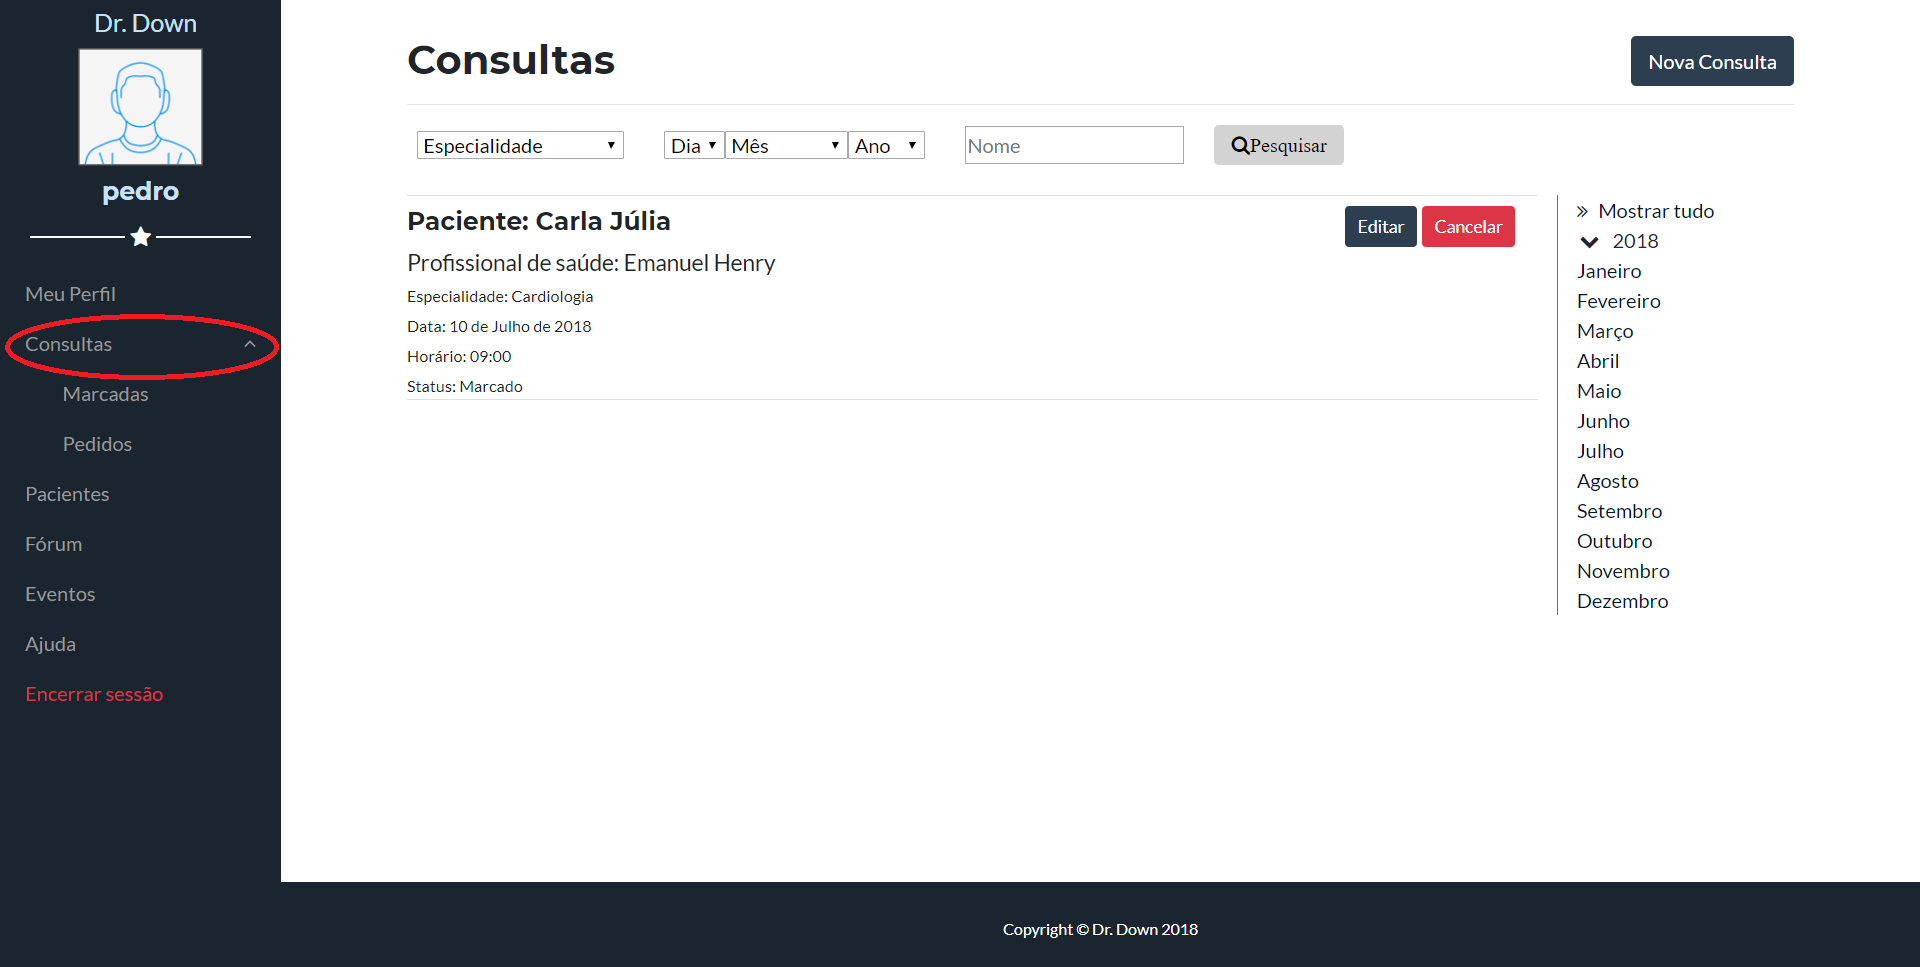 Dr. Down
pedro
Meu Perfil
Consultas
Marcadas
Pedidos
Pacientes
Fórum
Eventos
Ajuda
Encerrar sessão
Consultas
Nova Consulta
Especialidade
Dia Mês Ano
Nome
Pesquisar
Paciente: Carla Júlia
Editar Cancelar
Profissional de saúde: Emanuel Henry
Especialidade: Cardiologia
Data: 10 de Julho de 2018
Horário: 09:00
Status: Marcado
Mostrar tudo
2018
Janeiro
Fevereiro
Março
Abril
Maio
Junho
Julho
Agosto
Setembro
Outubro
Novembro
Dezembro
Copyright © Dr. Down 2018